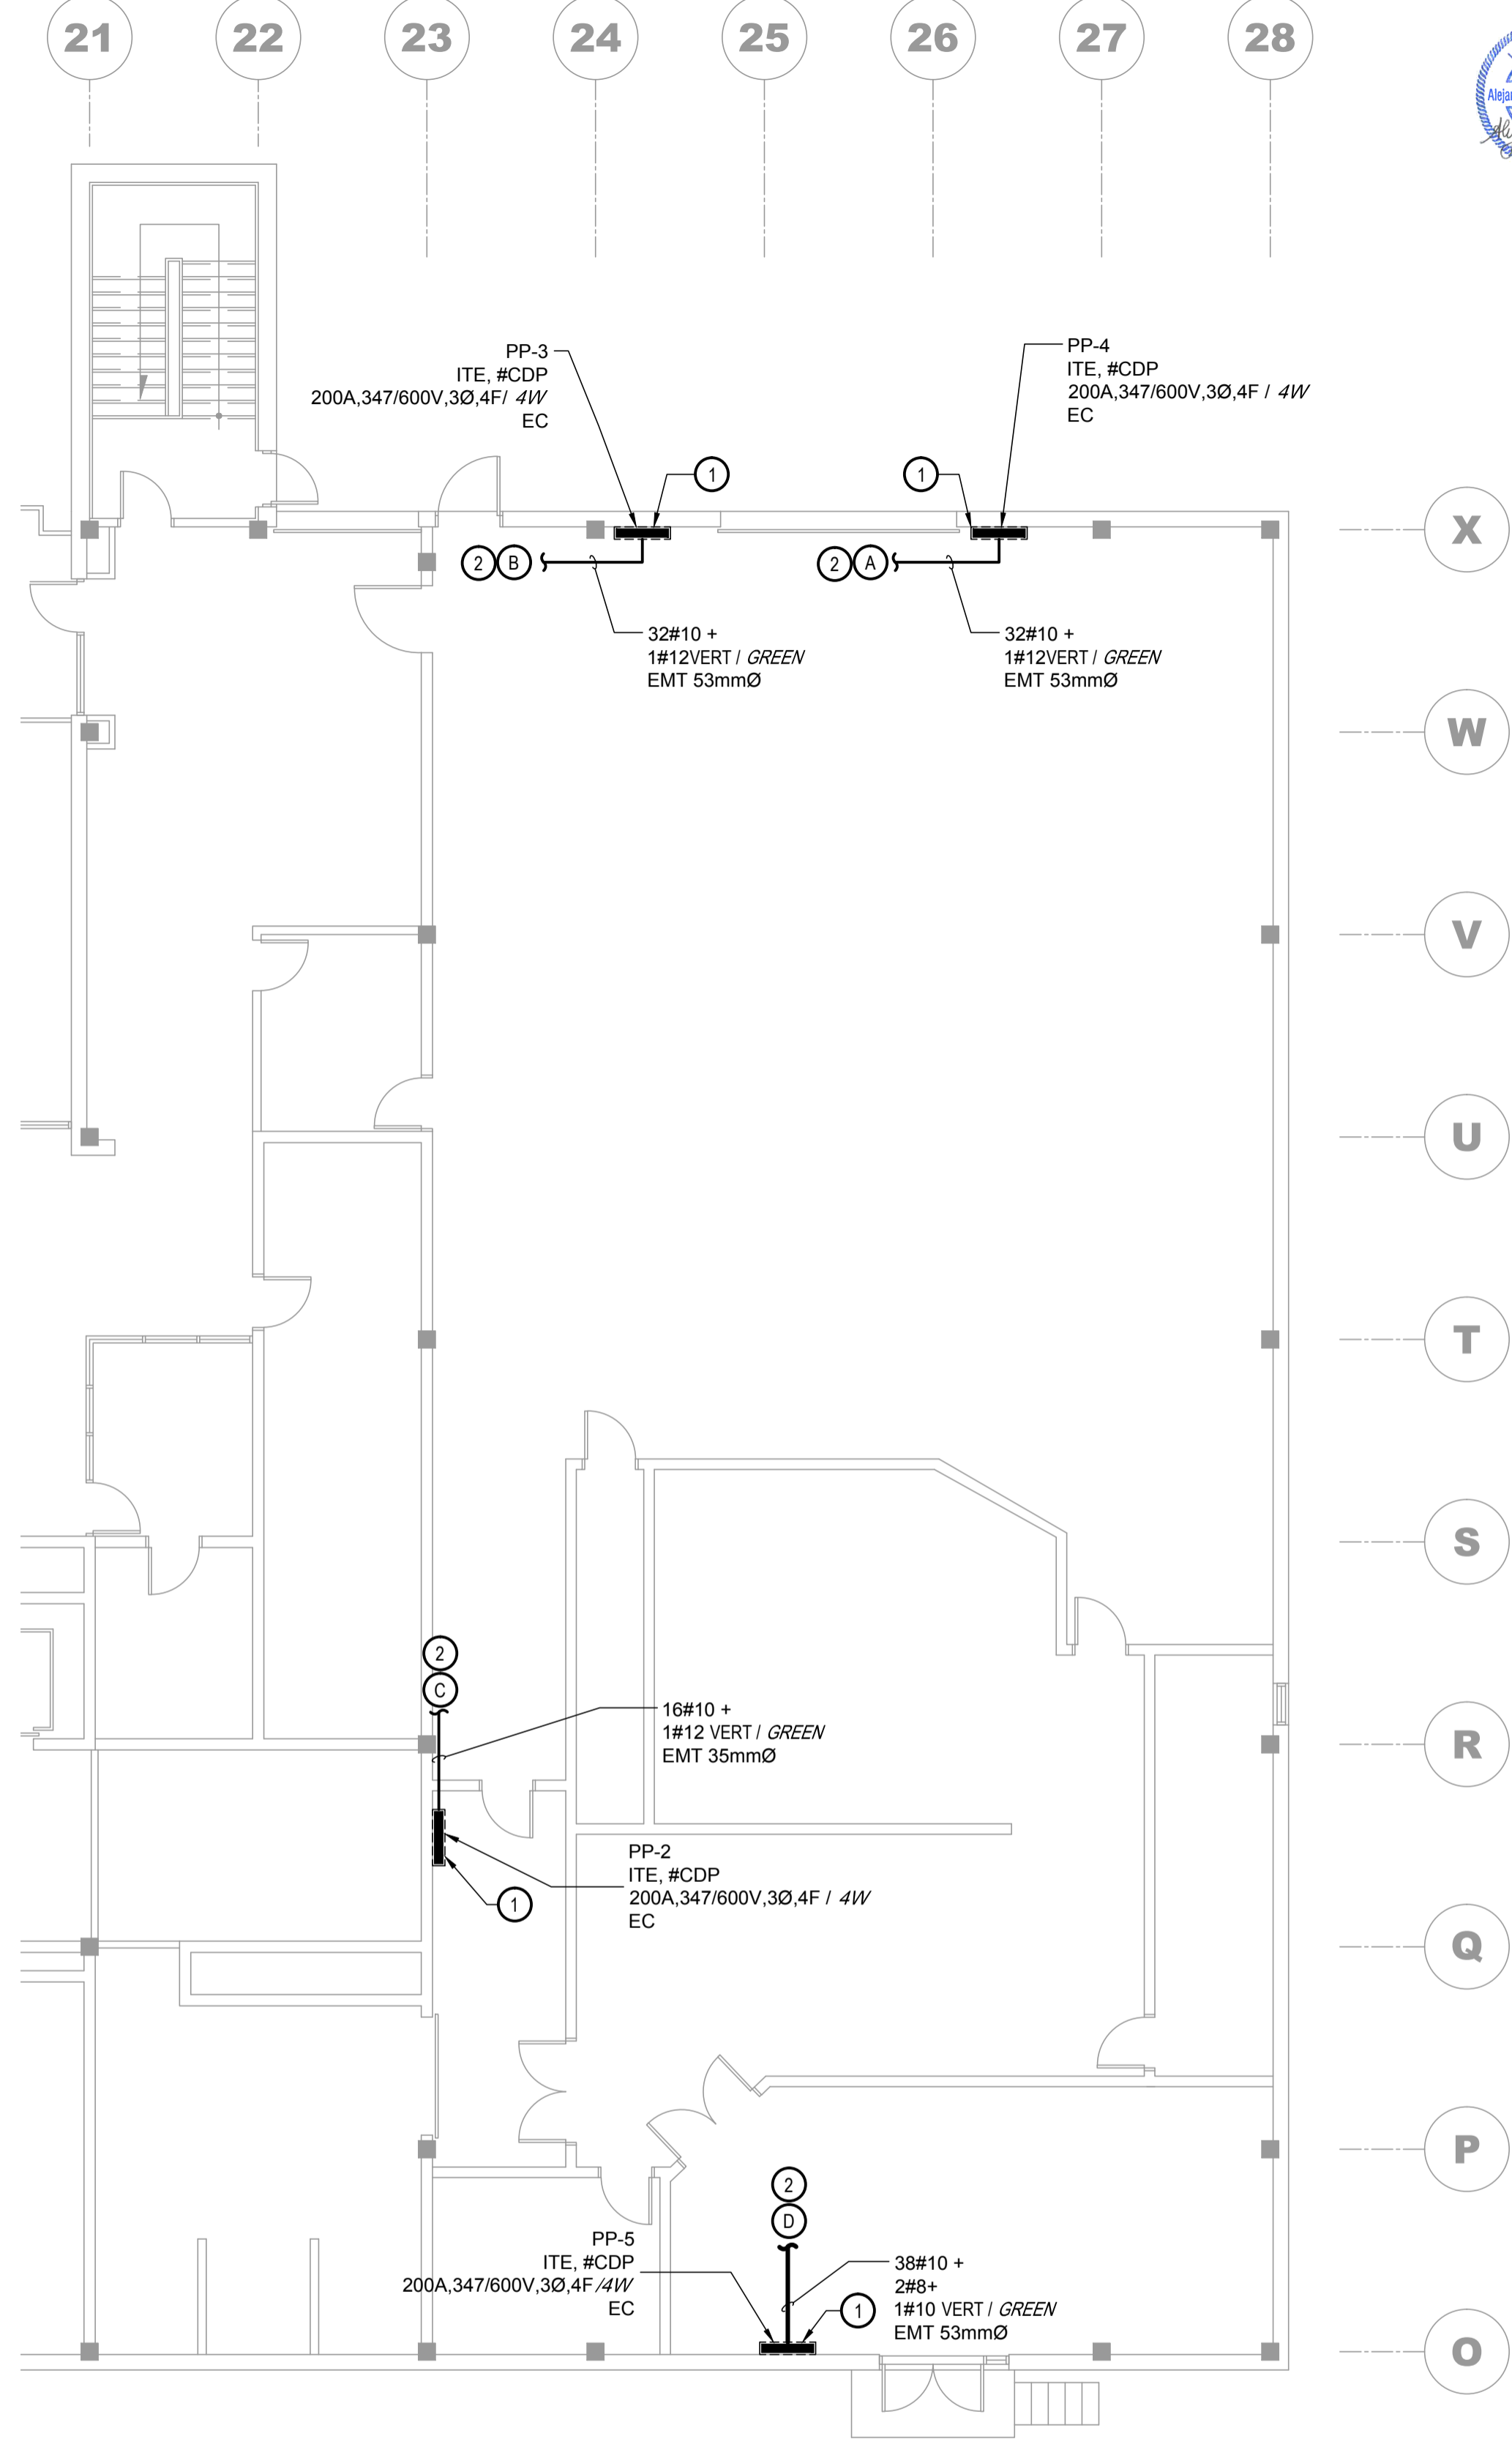 21 22 23 24 25 26 27 28
Aleja
PP-3
ITE, #CDP
200A,347/600V,3Ø,4F/ 4W
EC
PP-4
ITE, #CDP
200A,347/600V,3Ø,4F / 4W
EC
1
1
X
2 B
2 A
32#10 +
1#12VERT / GREEN
EMT 53mmØ
32#10 +
1#12VERT / GREEN
EMT 53mmØ
W
V
U
T
S
2
C
16#10 +
1#12 VERT / GREEN
EMT 35mmØ
R
PP-2
ITE, #CDP
200A,347/600V,3Ø,4F / 4W
EC
1
Q
P
2
D
PP-5
ITE, #CDP
200A,347/600V,3Ø,4F/4W
EC
38#10 +
2#8+
1#10 VERT / GREEN
EMT 53mmØ
1
O